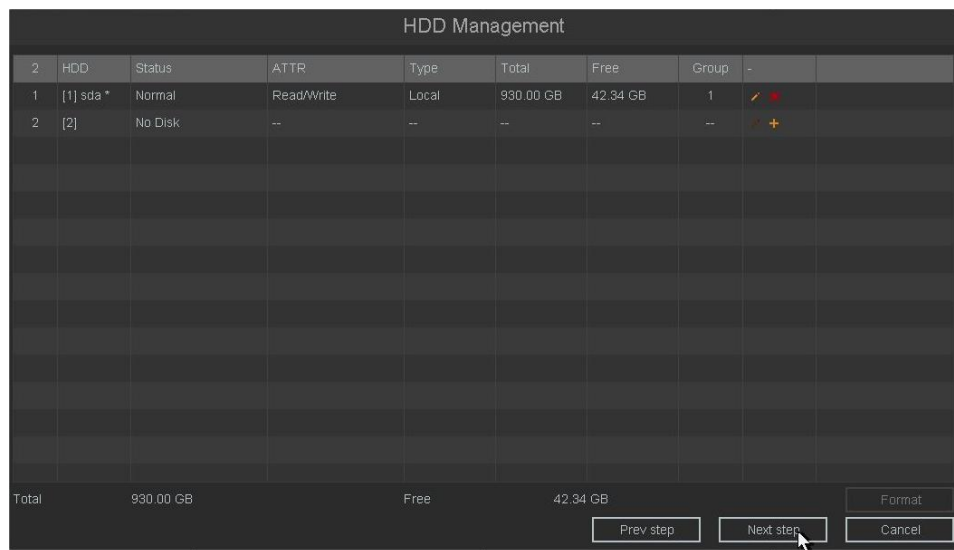 HDD Management
2 HDD Status ATTR Type Total Free Group -
1 [1] sda * Normal Read/Write Local 930.00 GB 42.34 GB 1
2 [2] No Disk -- -- -- -- -- +
Total 930.00 GB Free 42.34 GB Format
Prev step Next step Cancel